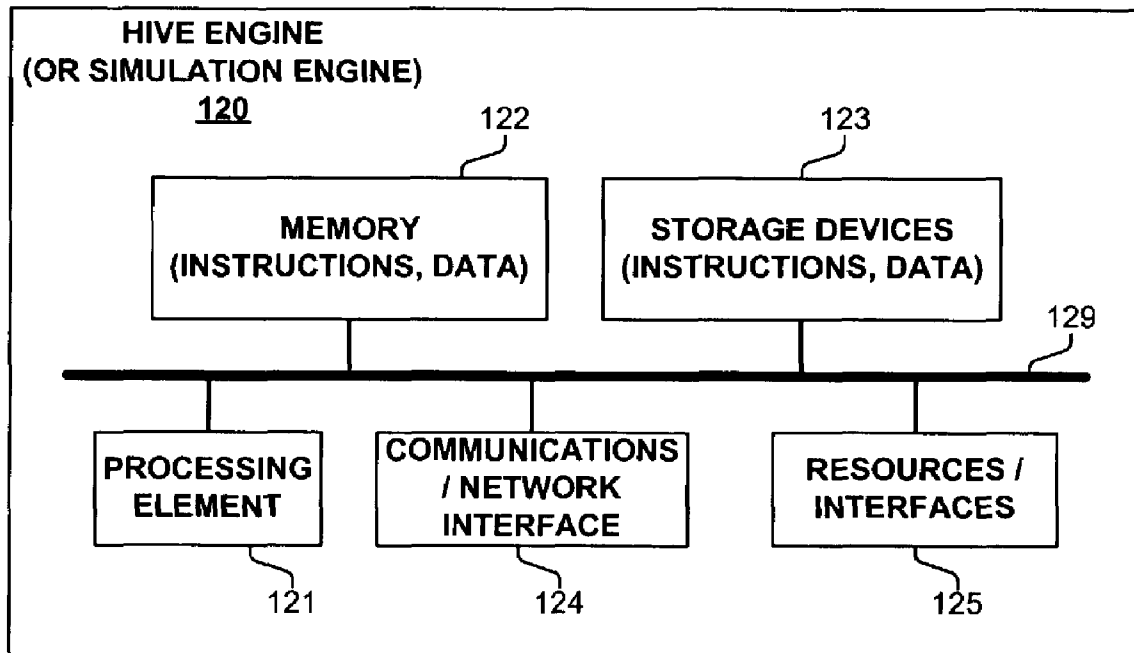 HIVE ENGINE
(OR SIMULATION ENGINE)
120
122
123
MEMORY
(INSTRUCTIONS, DATA)
STORAGE DEVICES
(INSTRUCTIONS, DATA)
129
PROCESSING
ELEMENT
COMMUNICATIONS
/ NETWORK
INTERFACE
RESOURCES /
INTERFACES
121
124
125